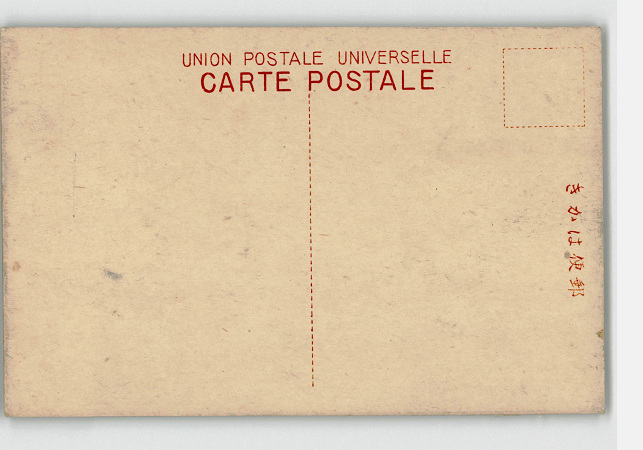 UNION POSTALE UNIVERSELLE
CARTE POSTALE
きかは便郵